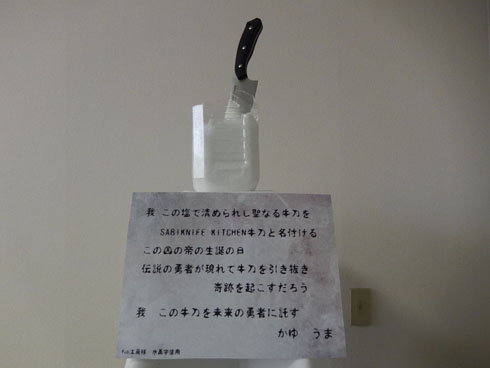 我 この塩で清められし聖なる牛刀を
SABIKNIFE KITCHEN牛刀と名付ける
この四の帝の生誕の日
伝説の勇者が現れて牛刀を引き抜き
奇跡を起こすだろう
我 この牛刀を未来の勇者に託す
かゆ うま